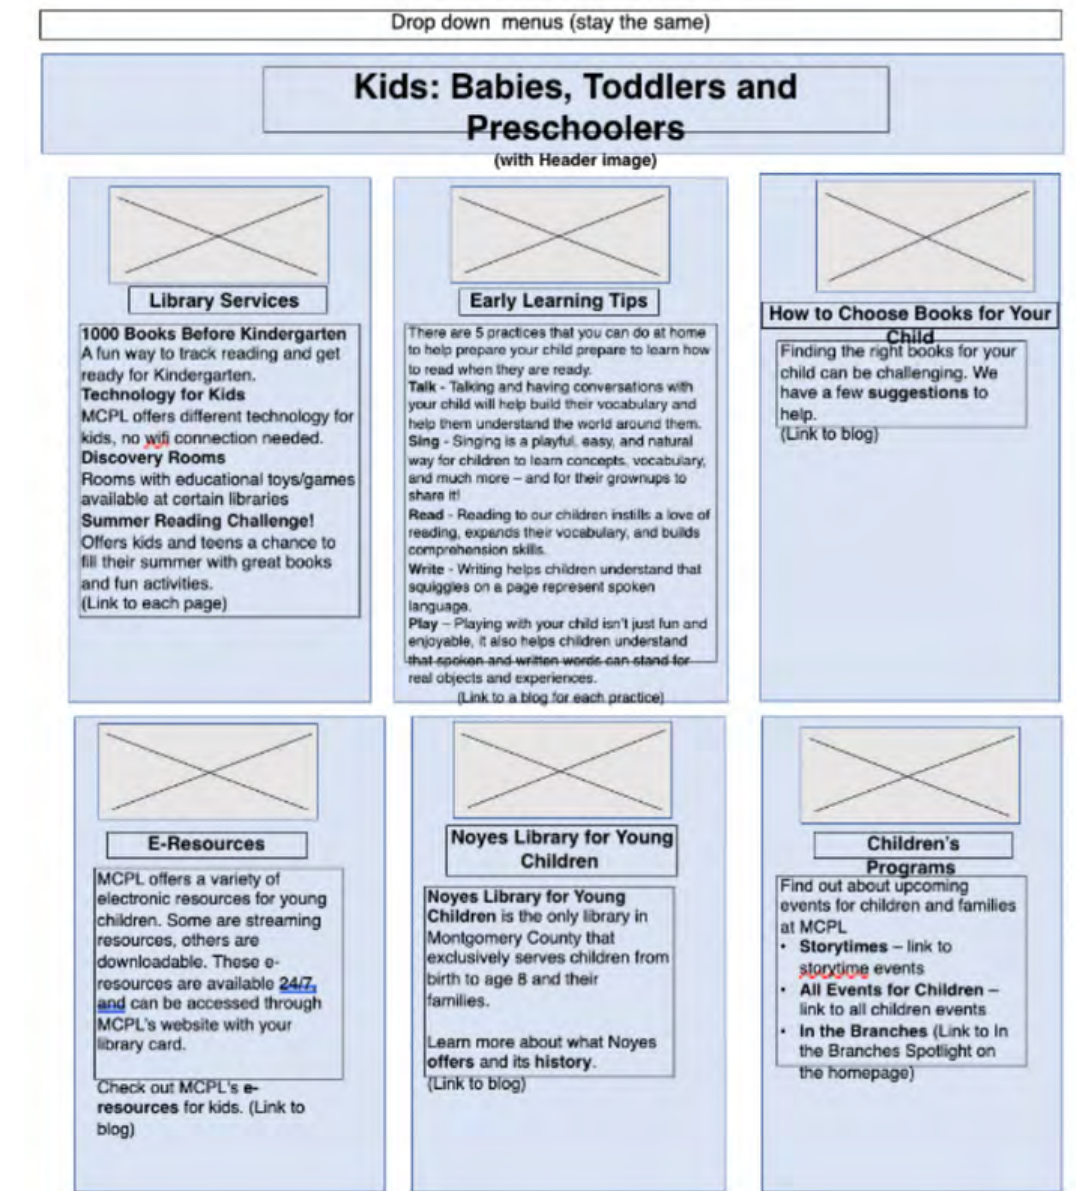 Drop down menus (stay the same)
Kids: Babies, Toddlers and
Preschoolers
(with Header image)
Library Services
1000 Books Before Kindergarten
A fun way to track reading and get
ready for Kindergarten.
Technology for Kids
MCPL offers different technology for
kids, no wifi connection needed.
Discovery Rooms
Rooms with educational toys/games
available at certain libraries
Summer Reading Challenge!
Offers kids and teens a chance to
fill their summer with great books
and fun activities.
(Link to each page)
Early Learning Tips
There are 5 practices that you can do at home
to help prepare your child prepare to learn how
to read when they are ready.
Talk - Talking and having conversations with
your child will help build their vocabulary and
help them understand the world around them.
Sing - Singing is a playful, easy, and natural
way for children to learn concepts, vocabulary,
and much more – and for their grownups to
share it!
Read - Reading to our children instills a love of
reading, expands their vocabulary, and builds
comprehension skills.
Write - Writing helps children understand that
squiggles on a page represent spoken
language.
Play – Playing with your child isn't just fun and
enjoyable, it also helps children understand
that spoken and written words can stand for
real objects and experiences.
(Link to a blog for each practice)
How to Choose Books for Your
Child
Finding the right books for your
child can be challenging. We
have a few suggestions to
help.
(Link to blog)
E-Resources
MCPL offers a variety of
electronic resources for young
children. Some are streaming
resources, others are
downloadable. These e-
resources are available 24/7,
and can be accessed through
MCPL's website with your
library card.
Check out MCPL's e-
resources for kids. (Link to
blog)
Noyes Library for Young
Children
Noyes Library for Young
Children is the only library in
Montgomery County that
exclusively serves children from
birth to age 8 and their
families.
Learn more about what Noyes
offers and its history.
(Link to blog)
Children's
Programs
Find out about upcoming
events for children and families
at MCPL
• Storytimes – link to
storytime events
• All Events for Children –
link to all children events
• In the Branches (Link to In
the Branches Spotlight on
the homepage)